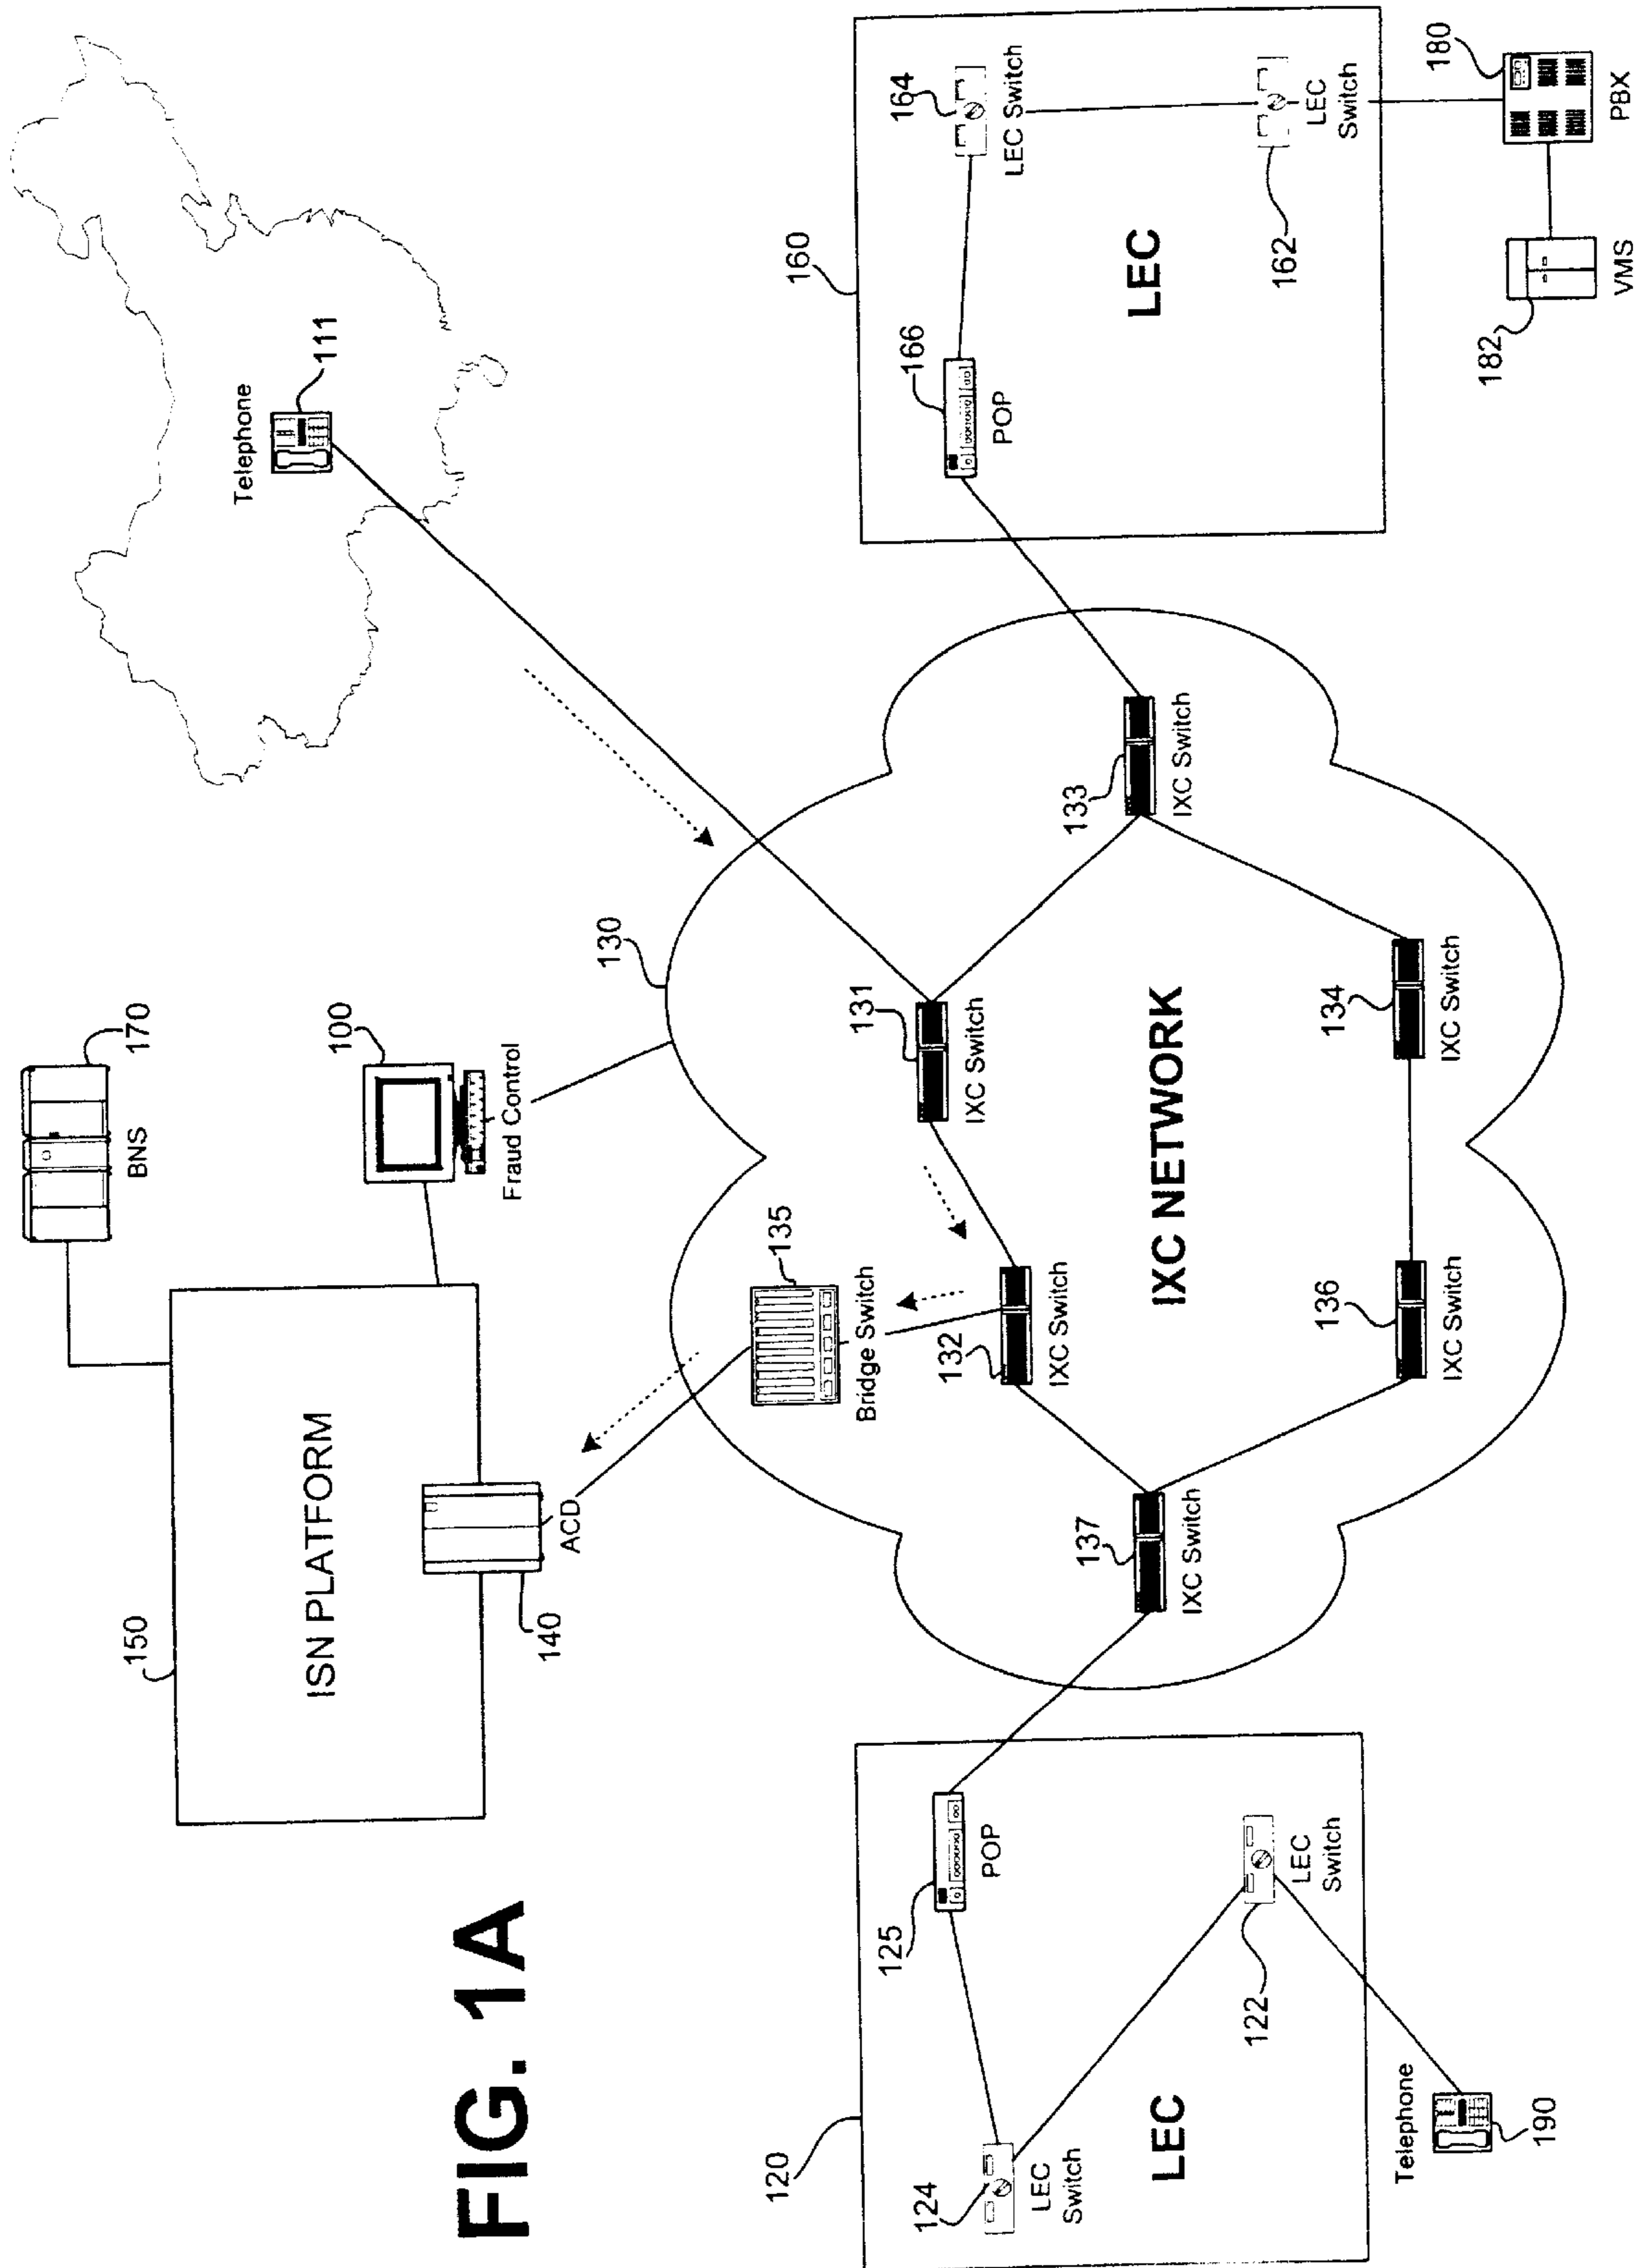 FIG. 1A
150
ISN PLATFORM
140
ACD
170
BNS
100
Fraud Control
Telephone
111
130
135
Bridge Switch
131
IXC Switch
132
IXC Switch
133
IXC Switch
IXC NETWORK
134
IXC Switch
136
IXC Switch
137
IXC Switch
120
125
POP
124
LEC
Switch
122
LEC
Switch
LEC
Telephone
190
160
166
POP
164
LEC Switch
LEC
162
LEC
Switch
182
VMS
180
PBX